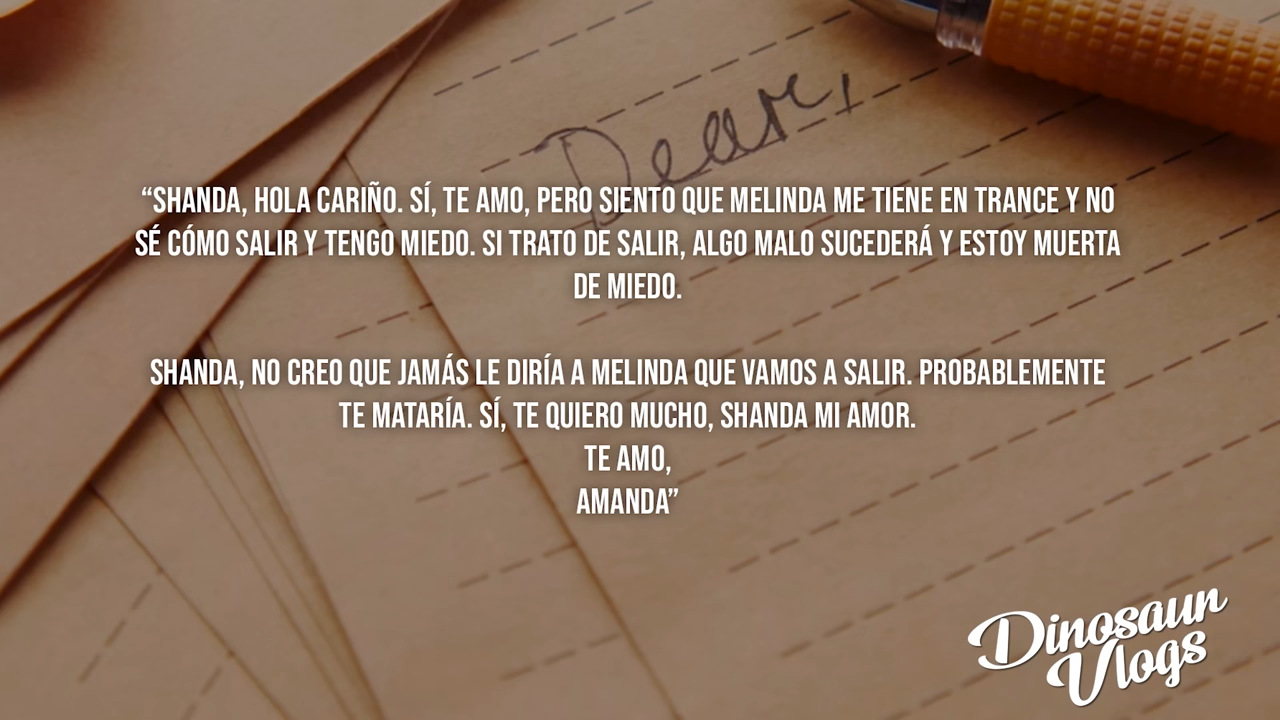 Dear,
“SHANDA, HOLA CARIÑO. SÍ, TE AMO, PERO SIENTO QUE MELINDA ME TIENE EN TRANCE Y NO
SÉ CÓMO SALIR Y TENGO MIEDO. SI TRATO DE SALIR, ALGO MALO SUCEDERÁ Y ESTOY MUERTA
DE MIEDO.
SHANDA, NO CREO QUE JAMÁS LE DIRÍA A MELINDA QUE VAMOS A SALIR. PROBABLEMENTE
TE MATARÍA. SÍ, TE QUIERO MUCHO, SHANDA MI AMOR.
TE AMO,
AMANDA”
Dinosaun
Vlogs